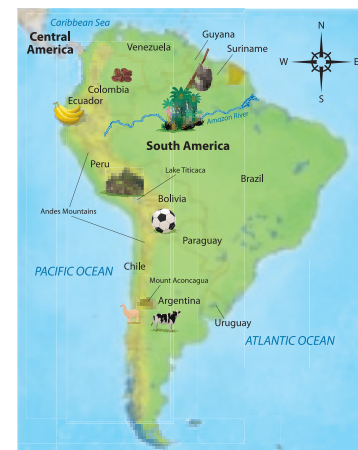 Caribbean Sea
Central
America
Guyana
Venezuela
Suriname
N
W
E
S
Colombia
Ecuador
Amazon River
South America
Peru
Lake Titicaca
Brazil
Bolivia
Andes Mountains
Paraguay
PACIFIC OCEAN
Chile
Mount Aconcagua
Argentina
Uruguay
ATLANTIC OCEAN